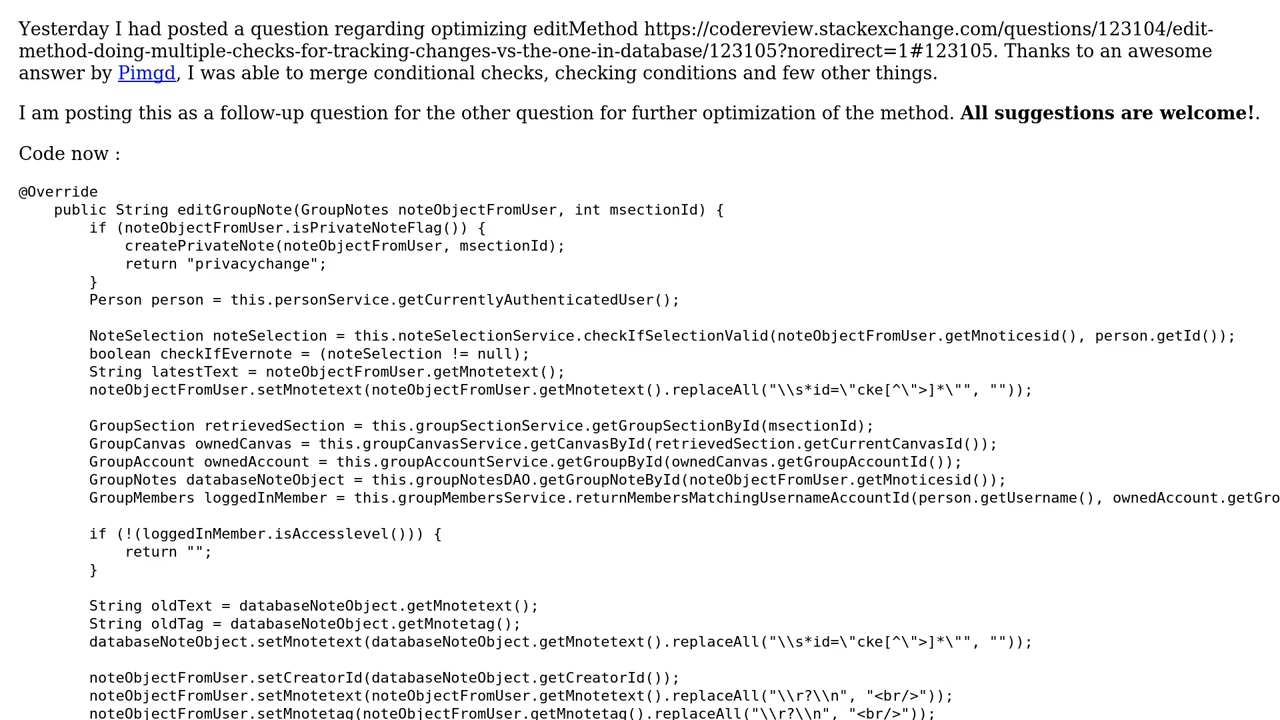 Yesterday I had posted a question regarding optimizing editMethod https://codereview.stackexchange.com/questions/123104/edit-
method-doing-multiple-checks-for-tracking-changes-vs-the-one-in-database/123105?noredirect=1#123105. Thanks to an awesome
answer by Pimgd, I was able to merge conditional checks, checking conditions and few other things.
I am posting this as a follow-up question for the other question for further optimization of the method. All suggestions are welcome!.
Code now :
@Override
    public String editGroupNote(GroupNotes noteObjectFromUser, int msectionId) {
        if (noteObjectFromUser.isPrivateNoteFlag()) {
            createPrivateNote(noteObjectFromUser, msectionId);
            return "privacychange";
        }
        Person person = this.personService.getCurrentlyAuthenticatedUser();
        NoteSelection noteSelection = this.noteSelectionService.checkIfSelectionValid(noteObjectFromUser.getMnoticesid(), person.getId());
        boolean checkIfEvernote = (noteSelection != null);
        String latestText = noteObjectFromUser.getMnotetext();
        noteObjectFromUser.setMnotetext(noteObjectFromUser.getMnotetext().replaceAll("\\s*id=\"cke[^\">]*\"", ""));
        GroupSection retrievedSection = this.groupSectionService.getGroupSectionById(msectionId);
        GroupCanvas ownedCanvas = this.groupCanvasService.getCanvasById(retrievedSection.getCurrentCanvasId());
        GroupAccount ownedAccount = this.groupAccountService.getGroupById(ownedCanvas.getGroupAccountId());
        GroupNotes databaseNoteObject = this.groupNotesDAO.getGroupNoteById(noteObjectFromUser.getMnoticesid());
        GroupMembers loggedInMember = this.groupMembersService.returnMembersMatchingUsernameAccountId(person.getUsername(), ownedAccount.getGro
        if (!(loggedInMember.isAccesslevel())) {
            return "";
        }
        String oldText = databaseNoteObject.getMnotetext();
        String oldTag = databaseNoteObject.getMnotetag();
        databaseNoteObject.setMnotetext(databaseNoteObject.getMnotetext().replaceAll("\\s*id=\"cke[^\">]*\"", ""));
        noteObjectFromUser.setCreatorId(databaseNoteObject.getCreatorId());
        noteObjectFromUser.setMnotetext(noteObjectFromUser.getMnotetext().replaceAll("\\r?\\n", "<br/>"));
        noteObjectFromUser.setMnotetag(noteObjectFromUser.getMnotetag().replaceAll("\\r?\\n", "<br/>"));